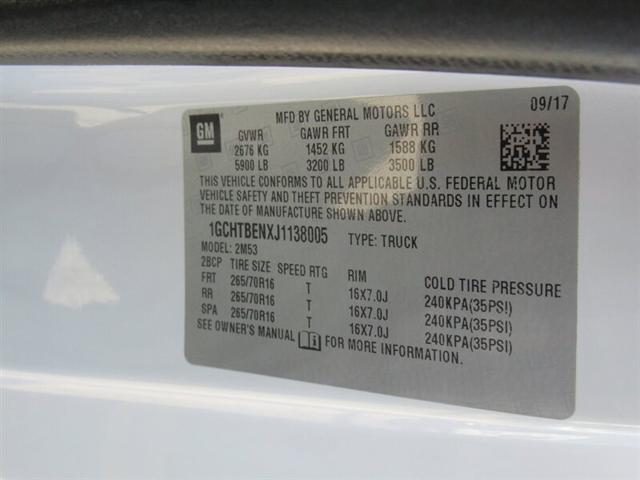 GM
MFD BY GENERAL MOTORS LLC 09/17
GVWR GAWR FRT GAWR RR
2676 KG 1452 KG 1588 KG
5900 LB 3200 LB 3500 LB
THIS VEHICLE CONFORMS TO ALL APPLICABLE U.S. FEDERAL MOTOR
VEHICLE SAFETY AND THEFT PREVENTION STANDARDS IN EFFECT ON
THE DATE OF MANUFACTURE SHOWN ABOVE.
1GCHTBENXJ1138005 TYPE: TRUCK
MODEL: 2M53
2BCP TIRE SIZE SPEED RTG RIM COLD TIRE PRESSURE
FRT 265/70R16 T 16X7.0J 240KPA(35PSI)
RR 265/70R16 T 16X7.0J 240KPA(35PSI)
SPA 265/70R16 T 16X7.0J 240KPA(35PSI)
SEE OWNER'S MANUAL FOR MORE INFORMATION.